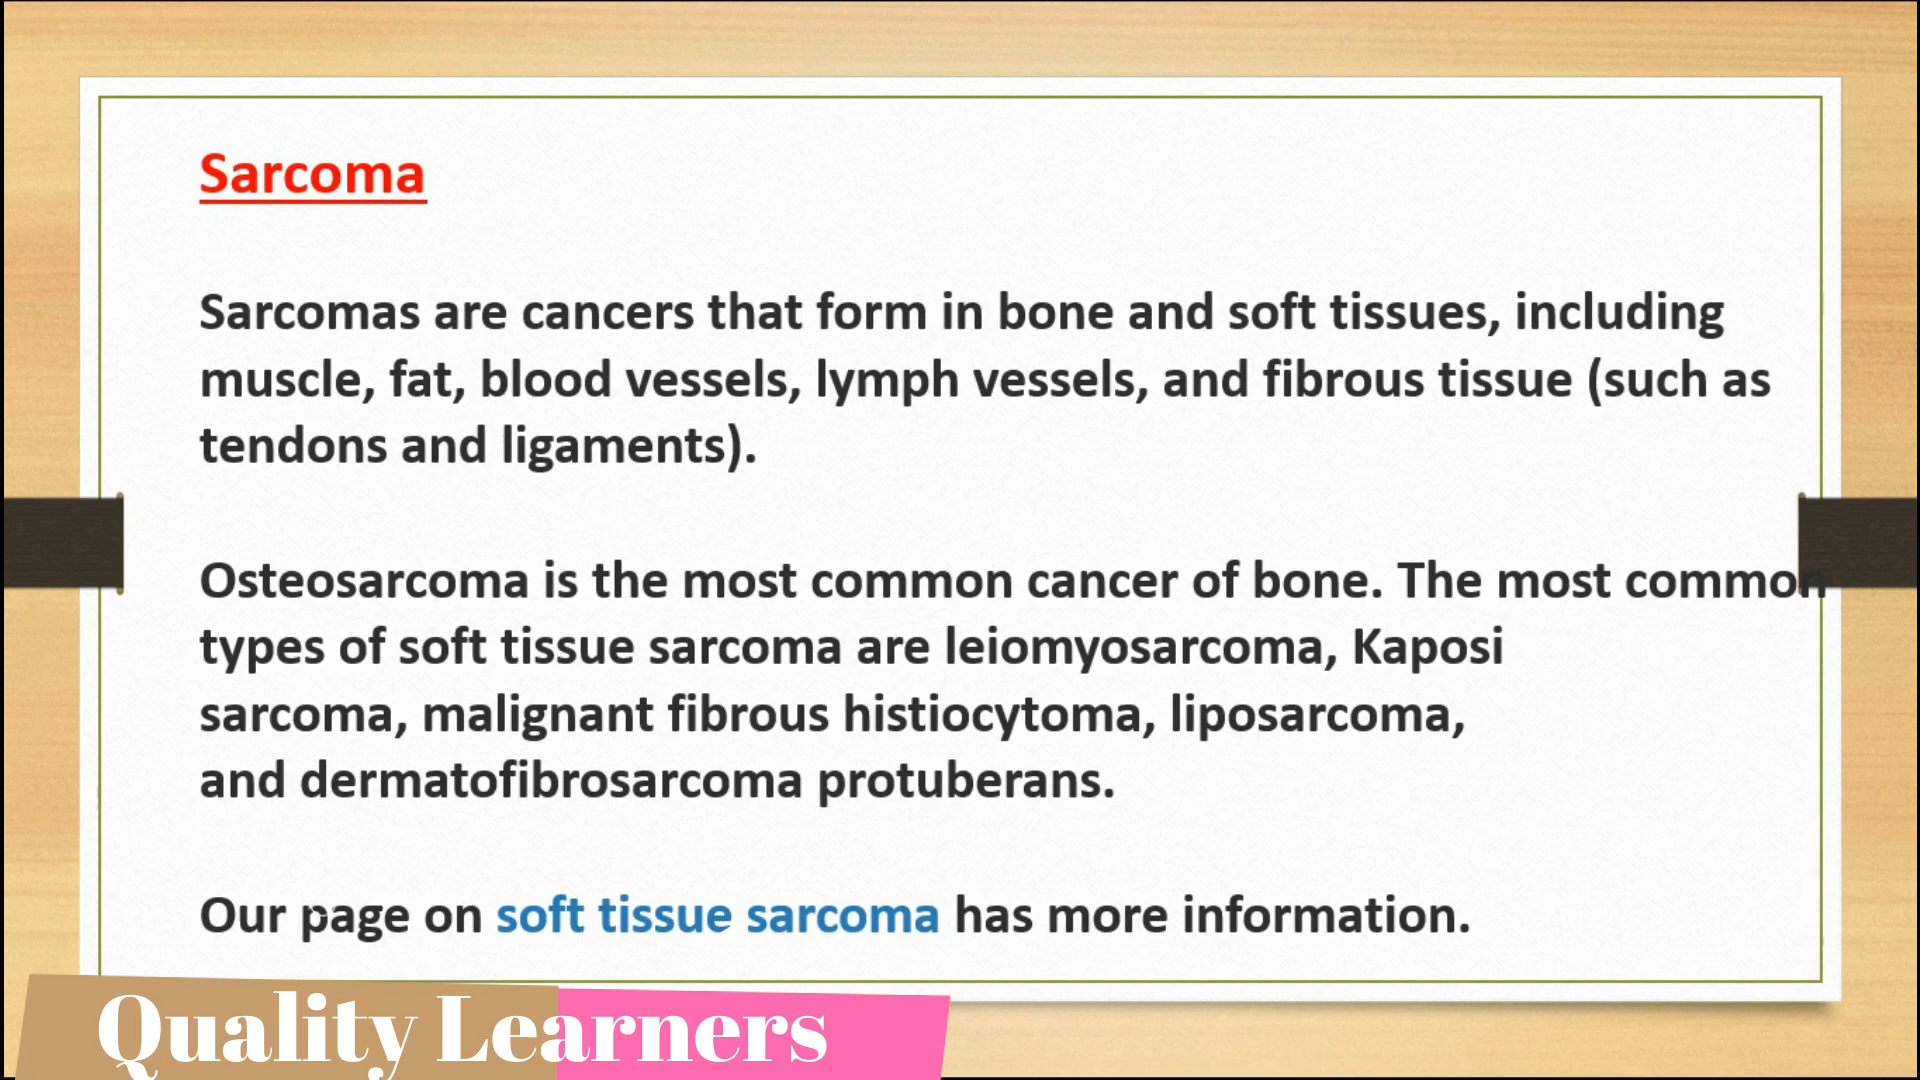 Sarcoma
Sarcomas are cancers that form in bone and soft tissues, including
muscle, fat, blood vessels, lymph vessels, and fibrous tissue (such as
tendons and ligaments).
Osteosarcoma is the most common cancer of bone. The most common
types of soft tissue sarcoma are leiomyosarcoma, Kaposi
sarcoma, malignant fibrous histiocytoma, liposarcoma,
and dermatofibrosarcoma protuberans.
Our page on soft tissue sarcoma has more information.
Quality Learners